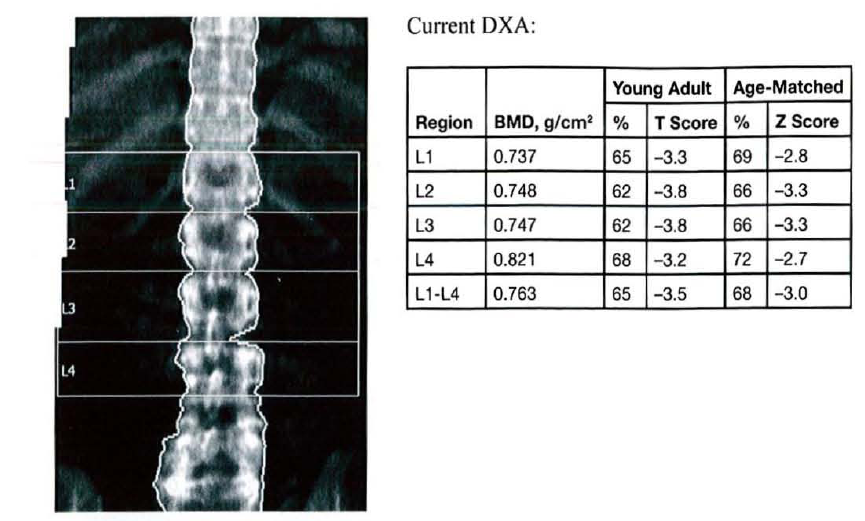 Current DXA:
Young Adult Age-Matched
Region BMD, g/cm² % T Score % Z Score
L1 0.737 65 –3.3 69 –2.8
L2 0.748 62 –3.8 66 –3.3
L3 0.747 62 –3.8 66 –3.3
L4 0.821 68 –3.2 72 –2.7
L1-L4 0.763 65 –3.5 68 –3.0
.1
.2
L3
L4